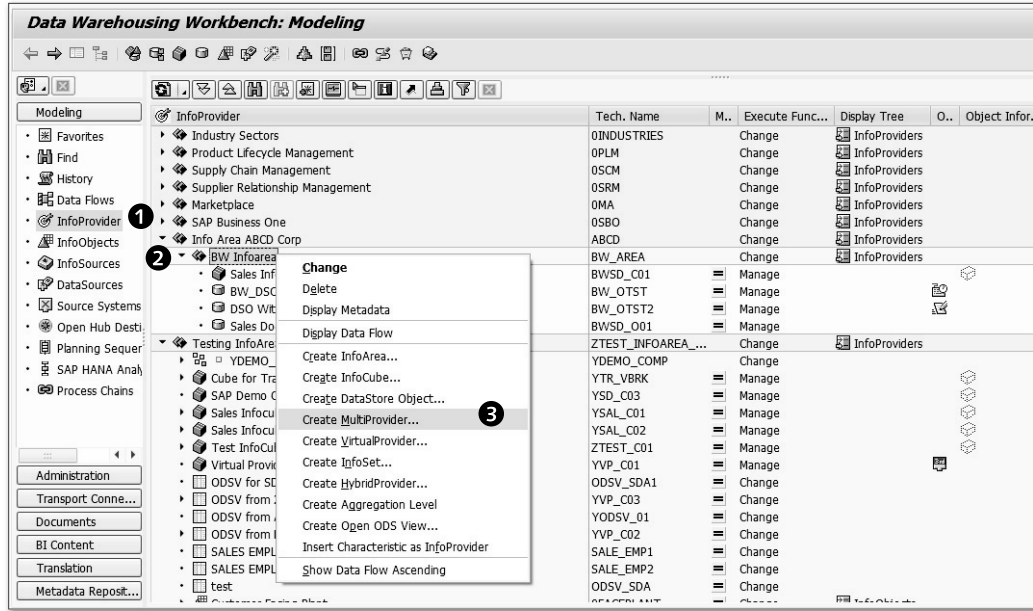 Data Warehousing Workbench: Modeling
Modeling
Favorites
Find
History
Data Flows
InfoProvider
InfoObjects
InfoSources
DataSources
Source Systems
Open Hub Desti
Planning Sequer
SAP HANA Analy
Process Chains
Administration
Transport Conne...
Documents
BI Content
Translation
Metadata Reposit...
1
2
3
InfoProvider Tech. Name M.. Execute Func... Display Tree O.. Object Infor.
Industry Sectors 0INDUSTRIES Change InfoProviders
Product Lifecycle Management 0PLM Change InfoProviders
Supply Chain Management 0SCM Change InfoProviders
Supplier Relationship Management 0SRM Change InfoProviders
Marketplace 0MA Change InfoProviders
SAP Business One 0SBO Change InfoProviders
Info Area ABCD Corp ABCD Change InfoProviders
BW Infoarea BW_AREA Change InfoProviders
Sales Inf BWSD_C01 = Manage
BW_DSO BW_OTST = Manage
DSO Wit BW_OTST2 = Manage
Sales Do BWSD_O01 = Manage
Testing InfoAre ZTEST_INFOAREA_... Change InfoProviders
YDEMO_ YDEMO_COMP Change
Cube for Tra YTR_VBRK = Manage
SAP Demo C YSD_C03 = Manage
Sales Infocu YSAL_C01 = Manage
Sales Infocu YSAL_C02 = Manage
Test InfoCu ZTEST_C01 = Manage
Virtual Provi YVP_C01 = Manage
ODSV for SD ODSV_SDA1 = Change
ODSV from YVP_C03 = Change
ODSV from YODSV_01 = Change
ODSV from YVP_C02 = Change
SALES EMPL SALE_EMP1 = Change
SALES EMPL SALE_EMP2 = Change
test ODSV_SDA = Change
Change
Delete
Display Metadata
Display Data Flow
Create InfoArea...
Create InfoCube...
Create DataStore Object...
Create MultiProvider...
Create VirtualProvider...
Create InfoSet...
Create HybridProvider...
Create Aggregation Level
Create Open ODS View...
Insert Characteristic as InfoProvider
Show Data Flow Ascending